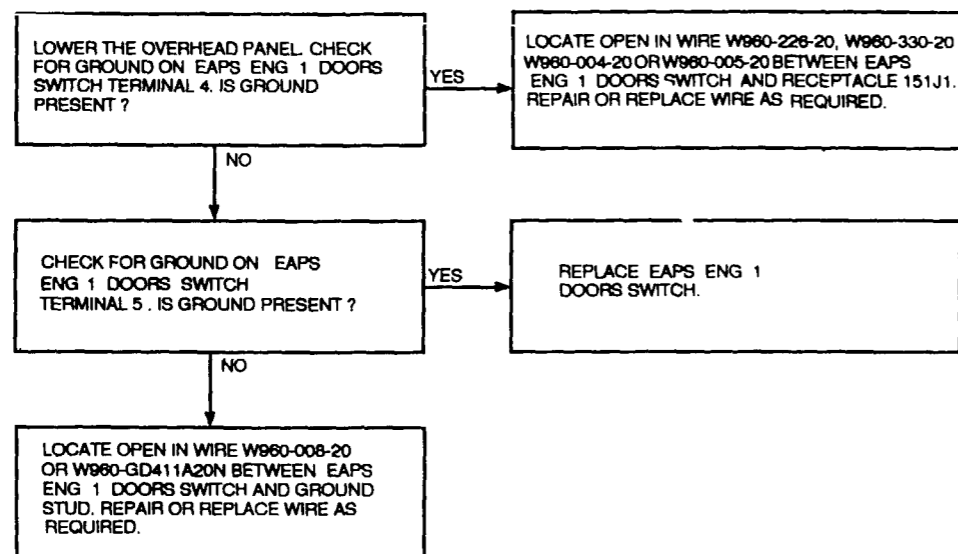 LOWER THE OVERHEAD PANEL. CHECK
FOR GROUND ON EAPS ENG 1 DOORS
SWITCH TERMINAL 4. IS GROUND
PRESENT ?
YES
LOCATE OPEN IN WIRE W960-226-20, W960-330-20
W960-004-20 OR W960-005-20 BETWEEN EAPS
ENG 1 DOORS SWITCH AND RECEPTACLE 151J1.
REPAIR OR REPLACE WIRE AS REQUIRED.
NO
CHECK FOR GROUND ON EAPS
ENG 1 DOORS SWITCH
TERMINAL 5 . IS GROUND PRESENT ?
YES
REPLACE EAPS ENG 1
DOORS SWITCH.
NO
LOCATE OPEN IN WIRE W960-008-20
OR W960-GD411A20N BETWEEN EAPS
ENG 1 DOORS SWITCH AND GROUND
STUD. REPAIR OR REPLACE WIRE AS
REQUIRED.